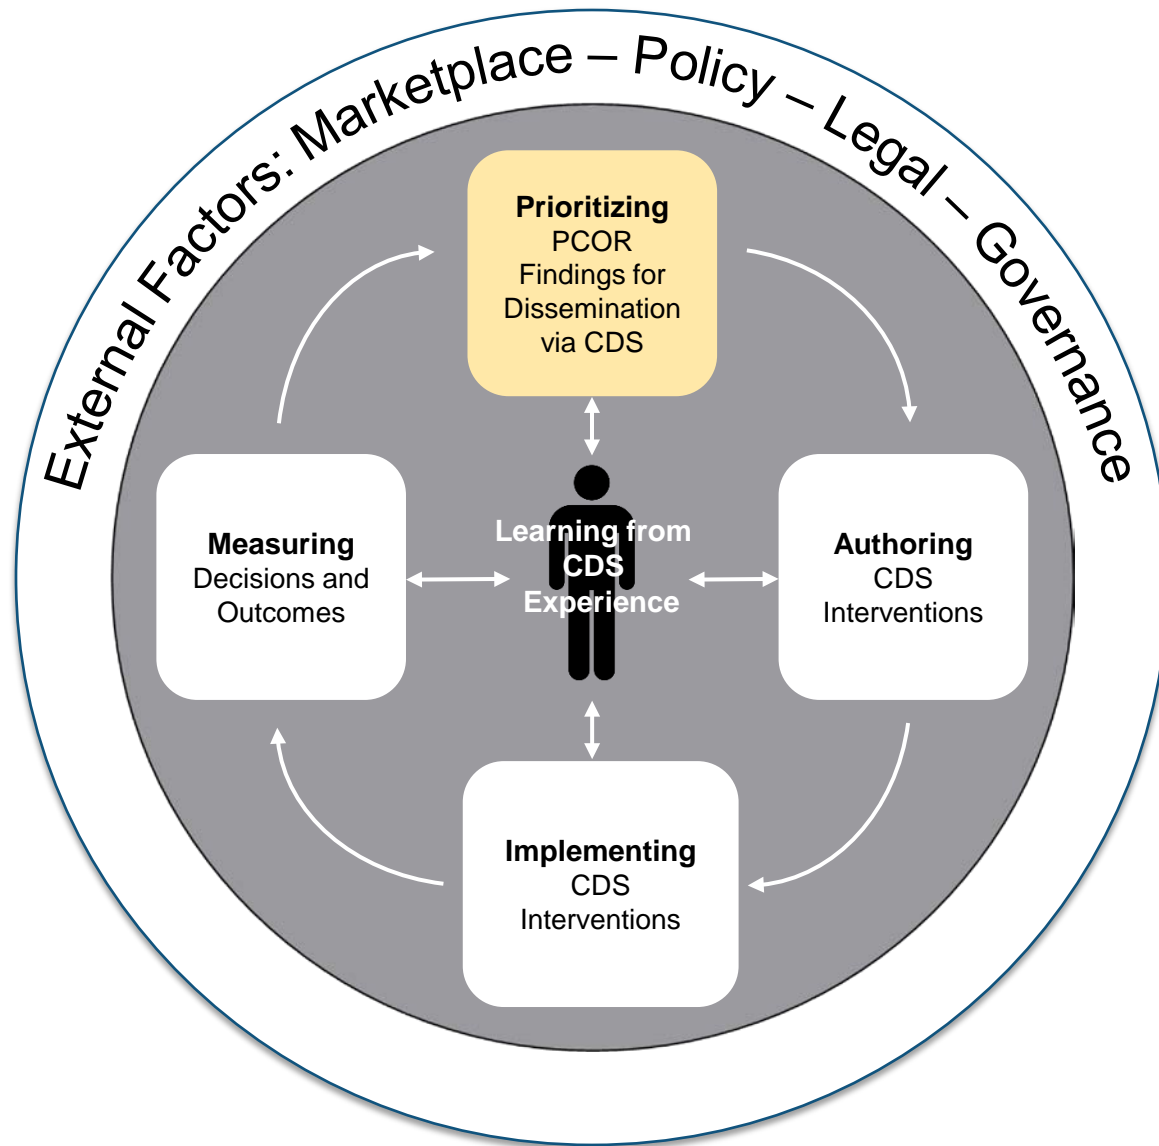 External Factors: Marketplace – Policy – Legal – Governance
Prioritizing
PCOR
Findings for
Dissemination
via CDS
Measuring
Decisions and
Outcomes
Learning from
CDS
Experience
Authoring
CDS
Interventions
Implementing
CDS
Interventions